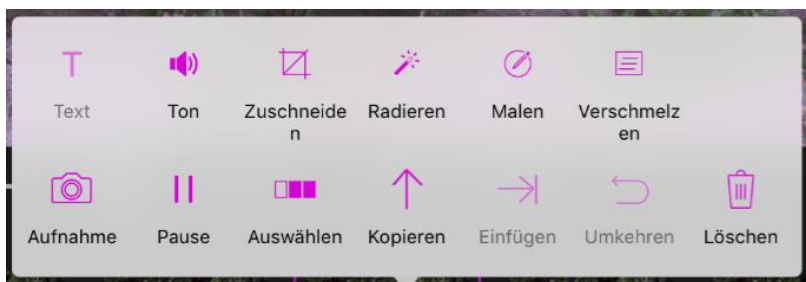 T
Text Ton Zuschneide Radieren Malen Verschmelz
n en
Aufnahme Pause Auswählen Kopieren Einfügen Umkehren Löschen